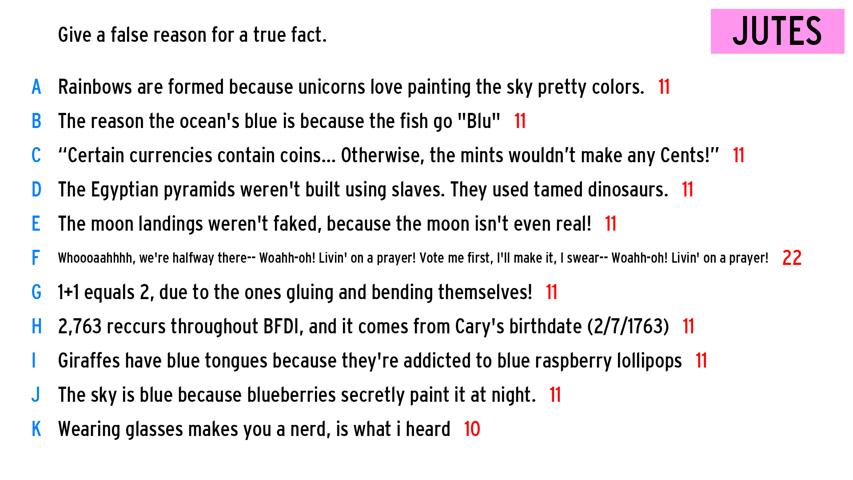 Give a false reason for a true fact.
JUTES
A Rainbows are formed because unicorns love painting the sky pretty colors. 11
B The reason the ocean's blue is because the fish go "Blu" 11
C “Certain currencies contain coins... Otherwise, the mints wouldn’t make any Cents!” 11
D The Egyptian pyramids weren't built using slaves. They used tamed dinosaurs. 11
E The moon landings weren't faked, because the moon isn't even real! 11
F Whoooaahhhh, we're halfway there-- Woahh-oh! Livin' on a prayer! Vote me first, I'll make it, I swear-- Woahh-oh! Livin' on a prayer! 22
G 1+1 equals 2, due to the ones gluing and bending themselves! 11
H 2,763 reccurs throughout BFDI, and it comes from Cary's birthdate (2/7/1763) 11
I Giraffes have blue tongues because they're addicted to blue raspberry lollipops 11
J The sky is blue because blueberries secretly paint it at night. 11
K Wearing glasses makes you a nerd, is what i heard 10